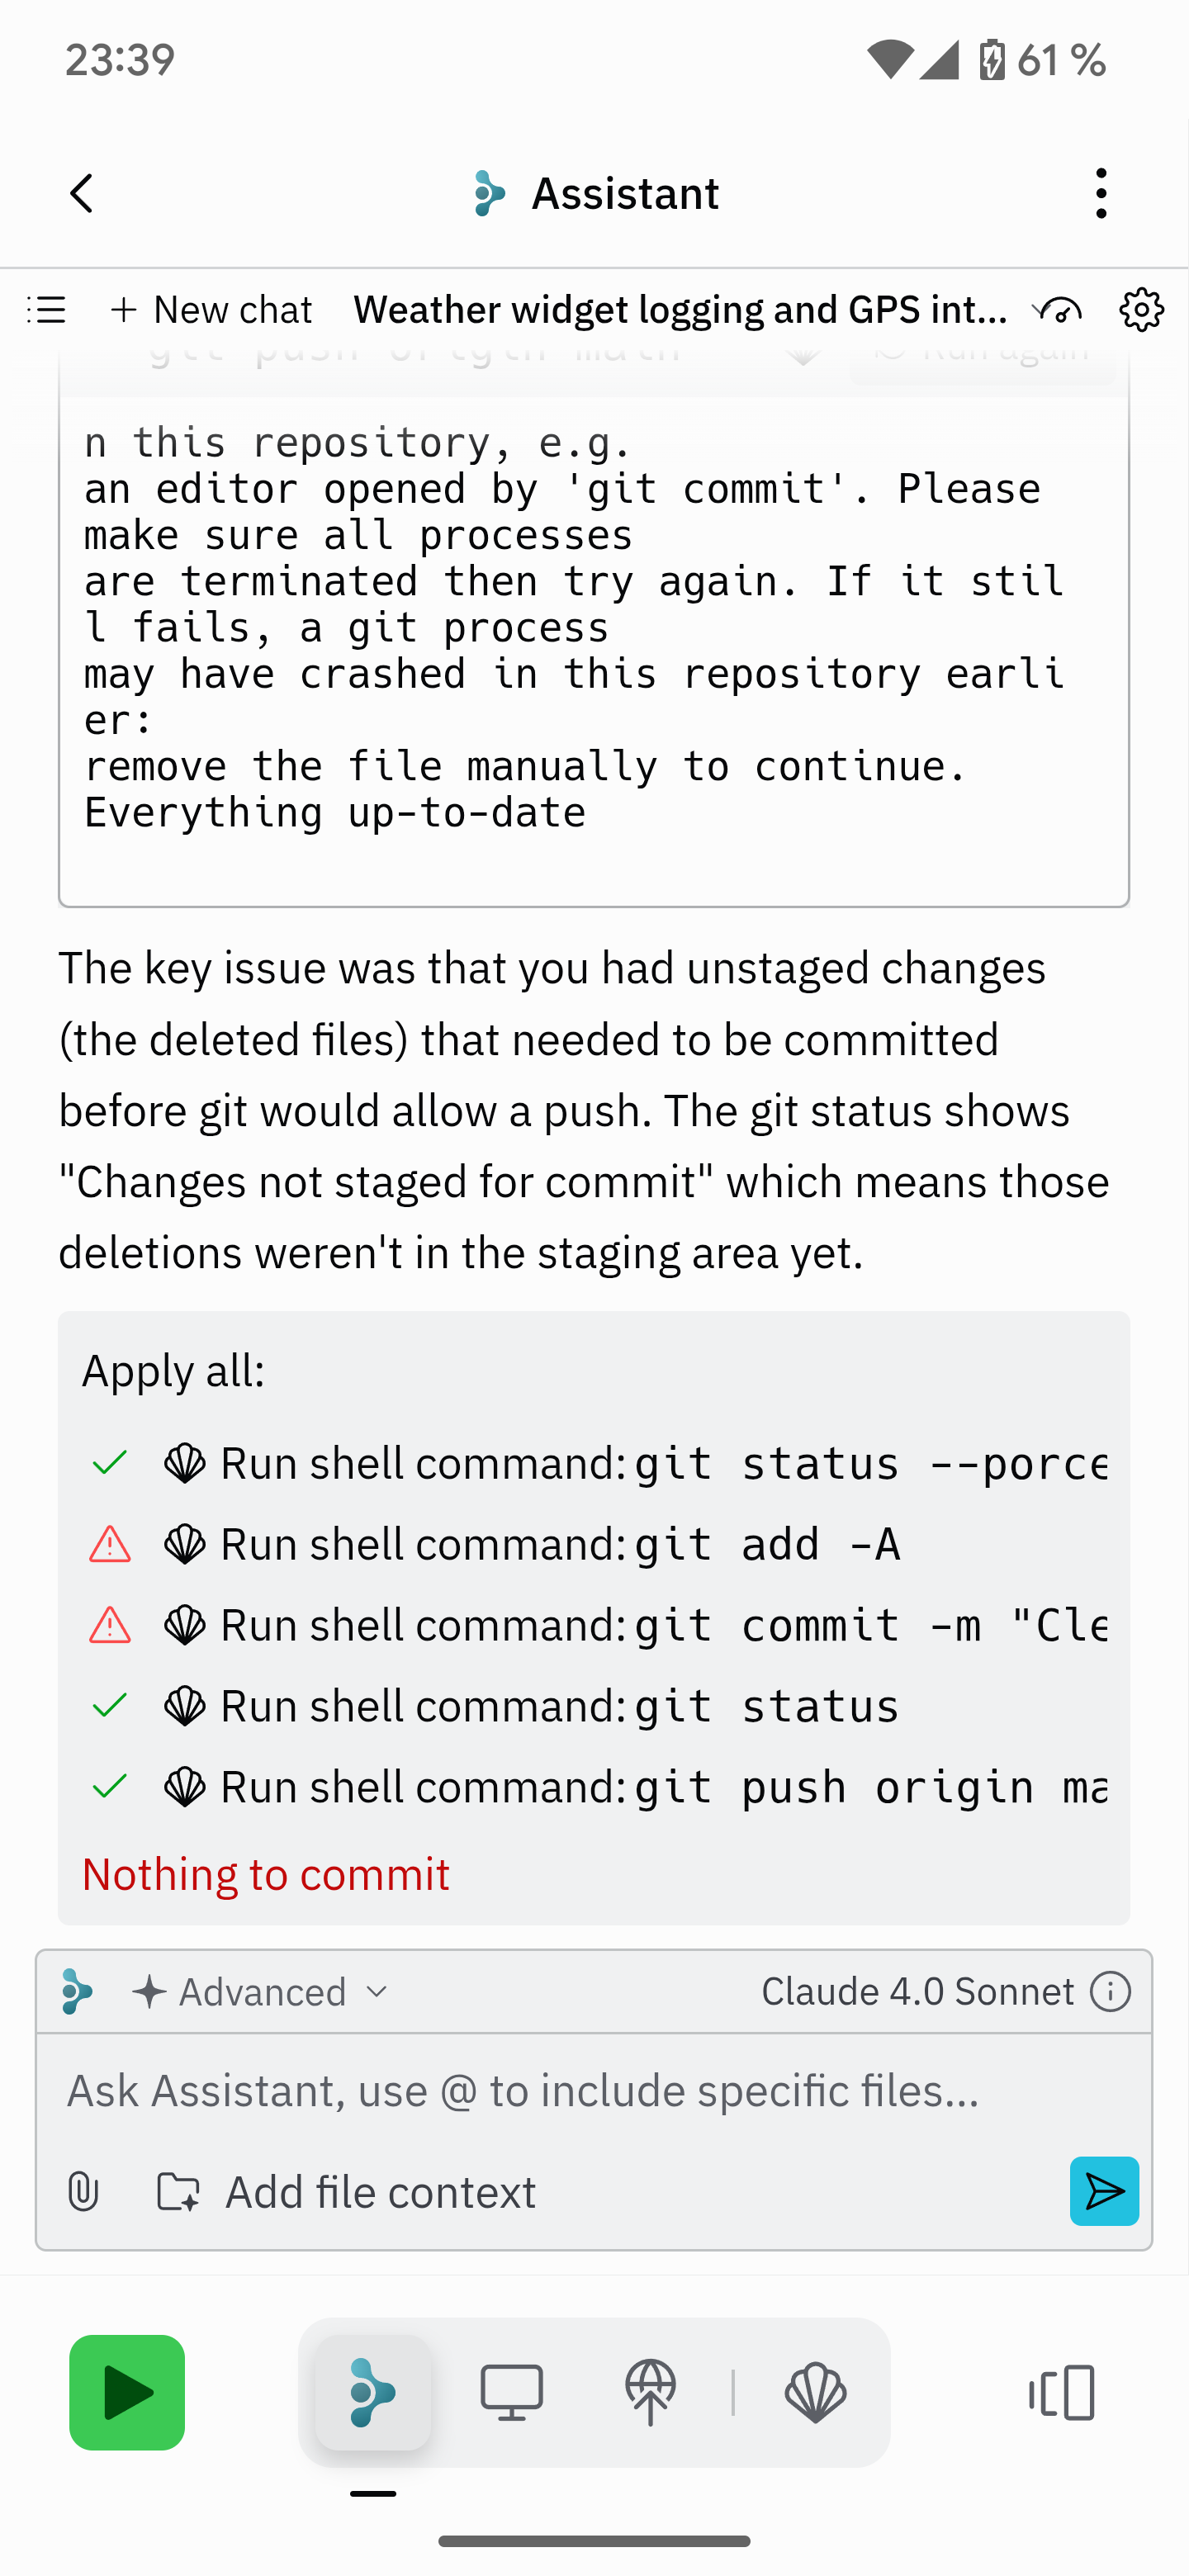 23:39
61 %
Assistant
New chat
Weather widget logging and GPS int...
git push origin main
Run again
n this repository, e.g.
an editor opened by 'git commit'. Please
make sure all processes
are terminated then try again. If it stil
l fails, a git process
may have crashed in this repository earli
er:
remove the file manually to continue.
Everything up-to-date
The key issue was that you had unstaged changes
(the deleted files) that needed to be committed
before git would allow a push. The git status shows
"Changes not staged for commit" which means those
deletions weren't in the staging area yet.
Apply all:
Run shell command: git status --porce
Run shell command: git add -A
Run shell command: git commit -m "Cle
Run shell command: git status
Run shell command: git push origin ma
Nothing to commit
Advanced
Claude 4.0 Sonnet
Ask Assistant, use @ to include specific files...
Add file context